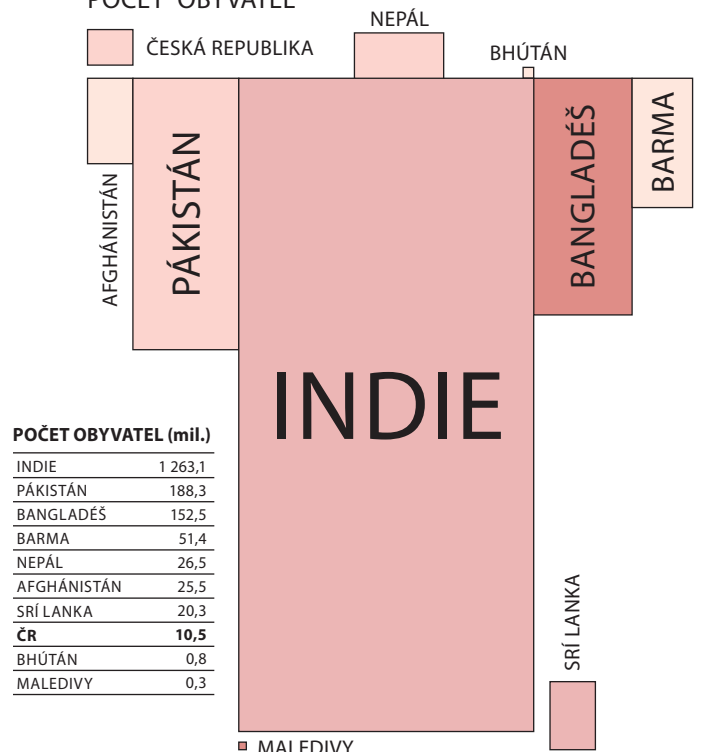 POČET OBYVATEL
NEPÁL
ČESKÁ REPUBLIKA
BHÚTÁN
AFGHÁNISTÁN
PÁKISTÁN
BANGLADÉŠ
BARMA
INDIE
POČET OBYVATEL (mil.)
INDIE 1 263,1
PÁKISTÁN 188,3
BANGLADÉŠ 152,5
BARMA 51,4
NEPÁL 26,5
AFGHÁNISTÁN 25,5
SRÍ LANKA 20,3
ČR 10,5
BHÚTÁN 0,8
MALEDIVY 0,3
SRÍ LANKA
MALEDIVY